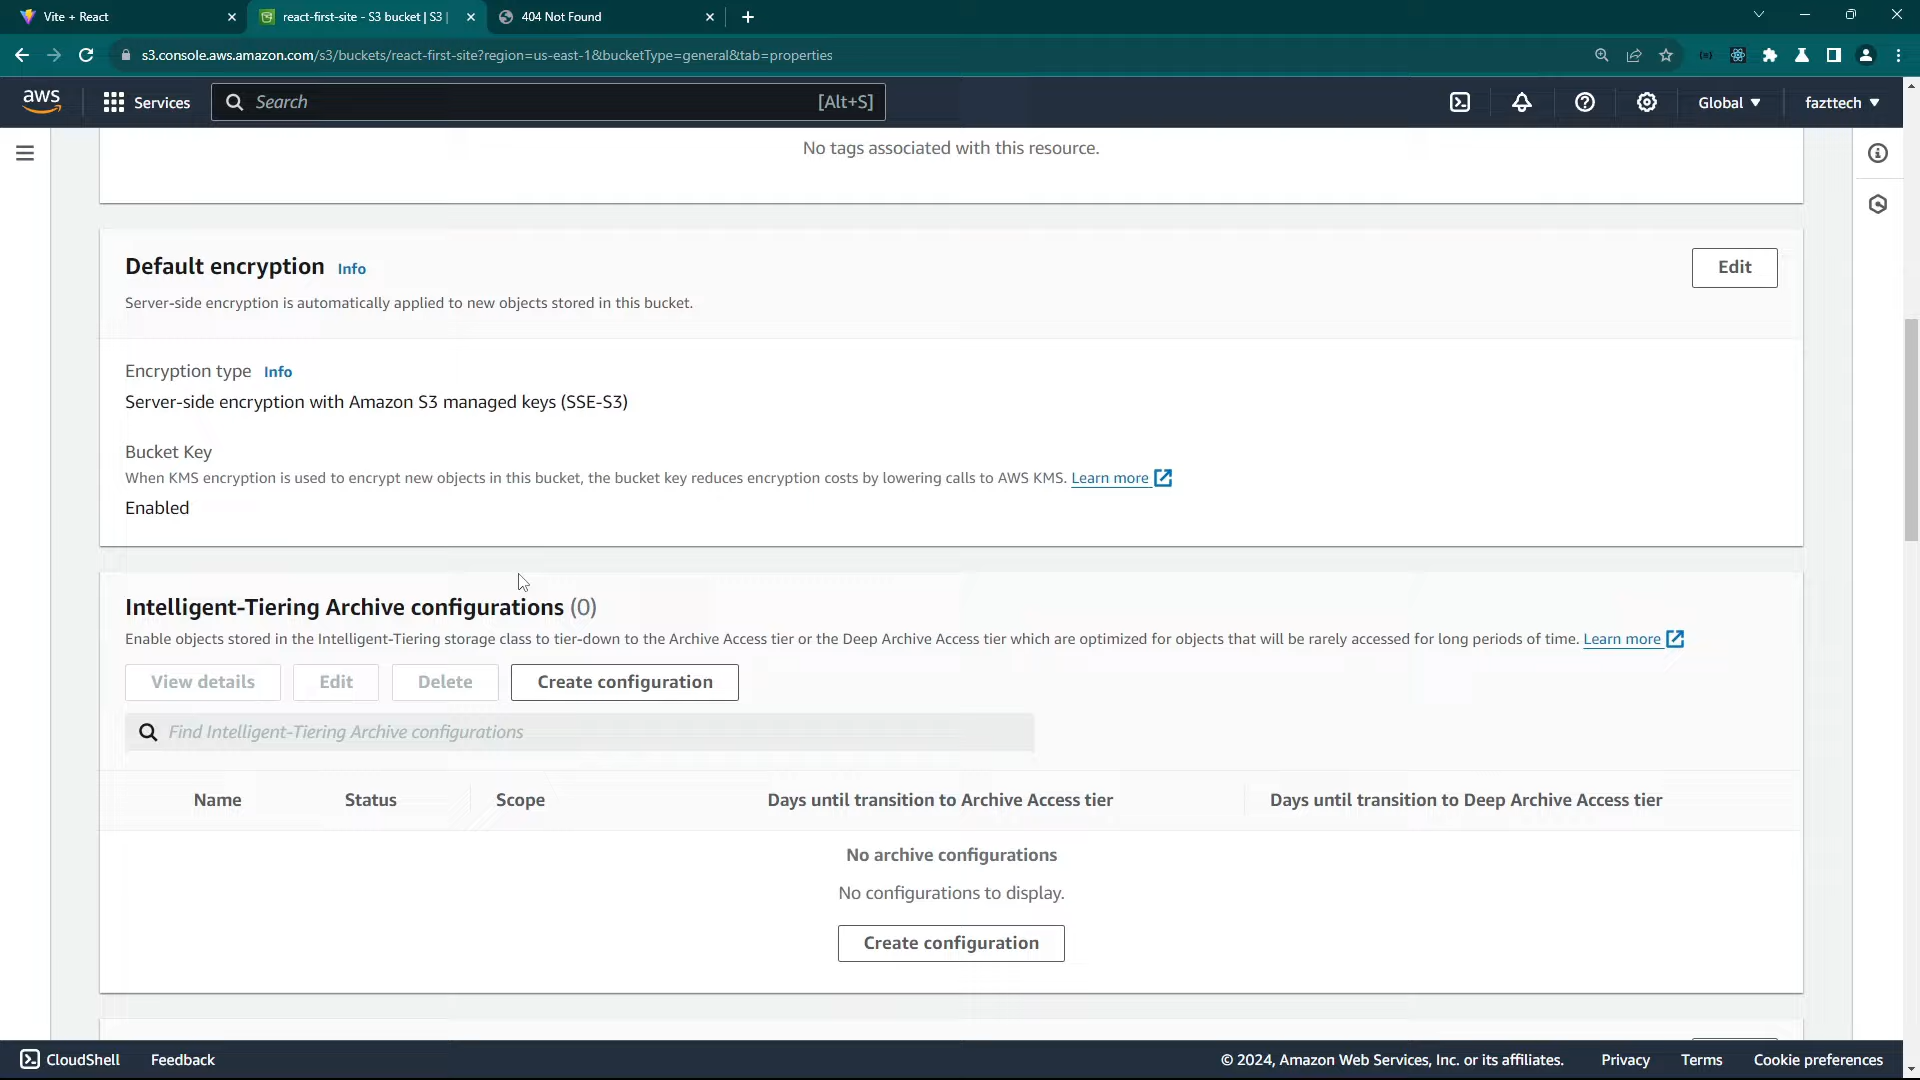 Vite + React
react-first-site - S3 bucket | S3 |
404 Not Found
s3.console.aws.amazon.com/s3/buckets/react-first-site?region=us-east-1&bucketType=general&tab=properties
aws
Services
Search
[Alt+S]
Global
fazttech
No tags associated with this resource.
Default encryption Info
Edit
Server-side encryption is automatically applied to new objects stored in this bucket.
Encryption type Info
Server-side encryption with Amazon S3 managed keys (SSE-S3)
Bucket Key
When KMS encryption is used to encrypt new objects in this bucket, the bucket key reduces encryption costs by lowering calls to AWS KMS. Learn more
Enabled
Intelligent-Tiering Archive configurations (0)
Enable objects stored in the Intelligent-Tiering storage class to tier-down to the Archive Access tier or the Deep Archive Access tier which are optimized for objects that will be rarely accessed for long periods of time. Learn more
View details
Edit
Delete
Create configuration
Find Intelligent-Tiering Archive configurations
Name
Status
Scope
Days until transition to Archive Access tier
Days until transition to Deep Archive Access tier
No archive configurations
No configurations to display.
Create configuration
CloudShell
Feedback
© 2024, Amazon Web Services, Inc. or its affiliates.
Privacy
Terms
Cookie preferences